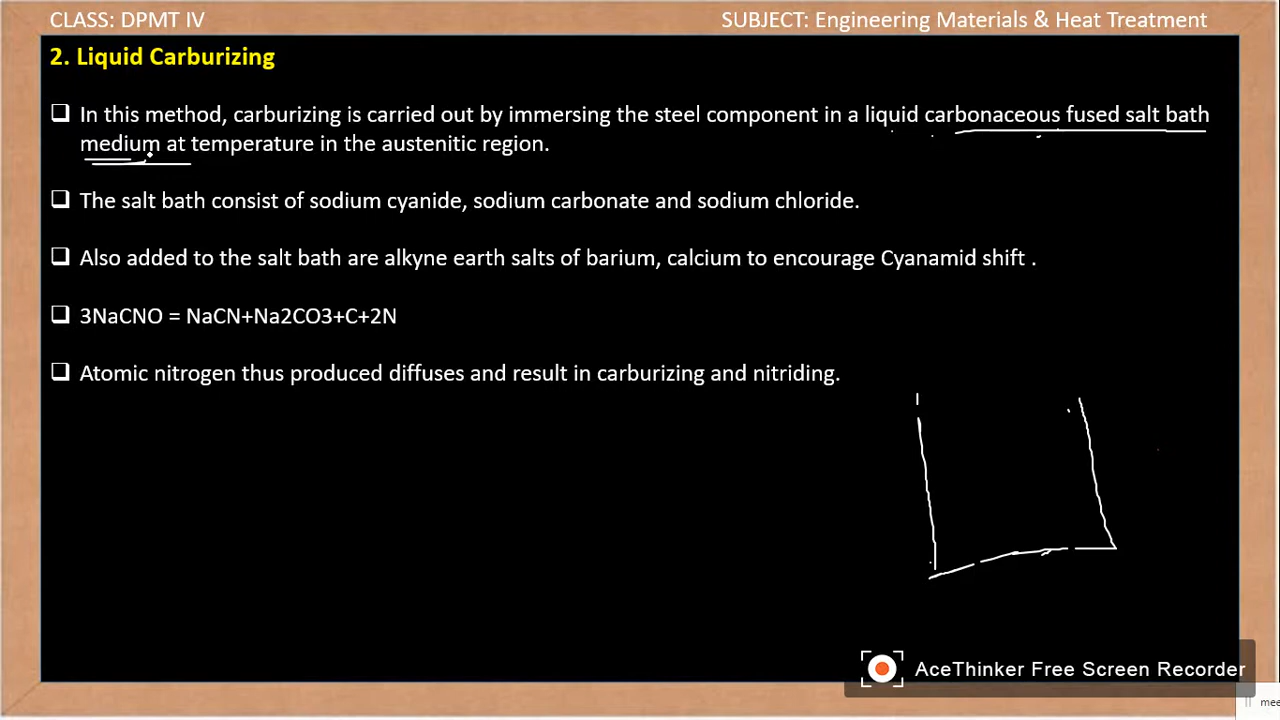 CLASS: DPMT IV
SUBJECT: Engineering Materials & Heat Treatment
2. Liquid Carburizing
In this method, carburizing is carried out by immersing the steel component in a liquid carbonaceous fused salt bath
medium at temperature in the austenitic region.
The salt bath consist of sodium cyanide, sodium carbonate and sodium chloride.
Also added to the salt bath are alkyne earth salts of barium, calcium to encourage Cyanamid shift .
3NaCNO = NaCN+Na2CO3+C+2N
Atomic nitrogen thus produced diffuses and result in carburizing and nitriding.
AceThinker Free Screen Recorder